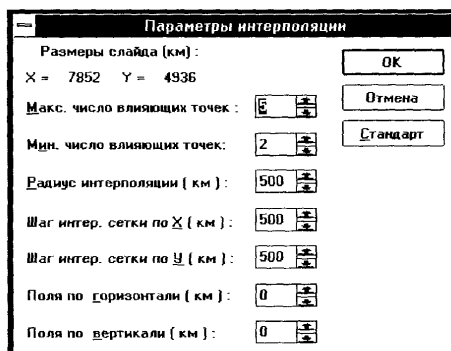 Параметры интерполяции
Размеры слайда (км) :
X = 7852 Y = 4936
Макс. число влияющих точек : 5
Мин. число влияющих точек: 2
Радиус интерполяции ( км ) : 500
Шаг интер. сетки по X ( км ) : 500
Шаг интер. сетки по У ( км ) : 500
Поля по горизонтали ( км ) : 0
Поля по вертикали ( км ) : 0
OK
Отмена
Стандарт